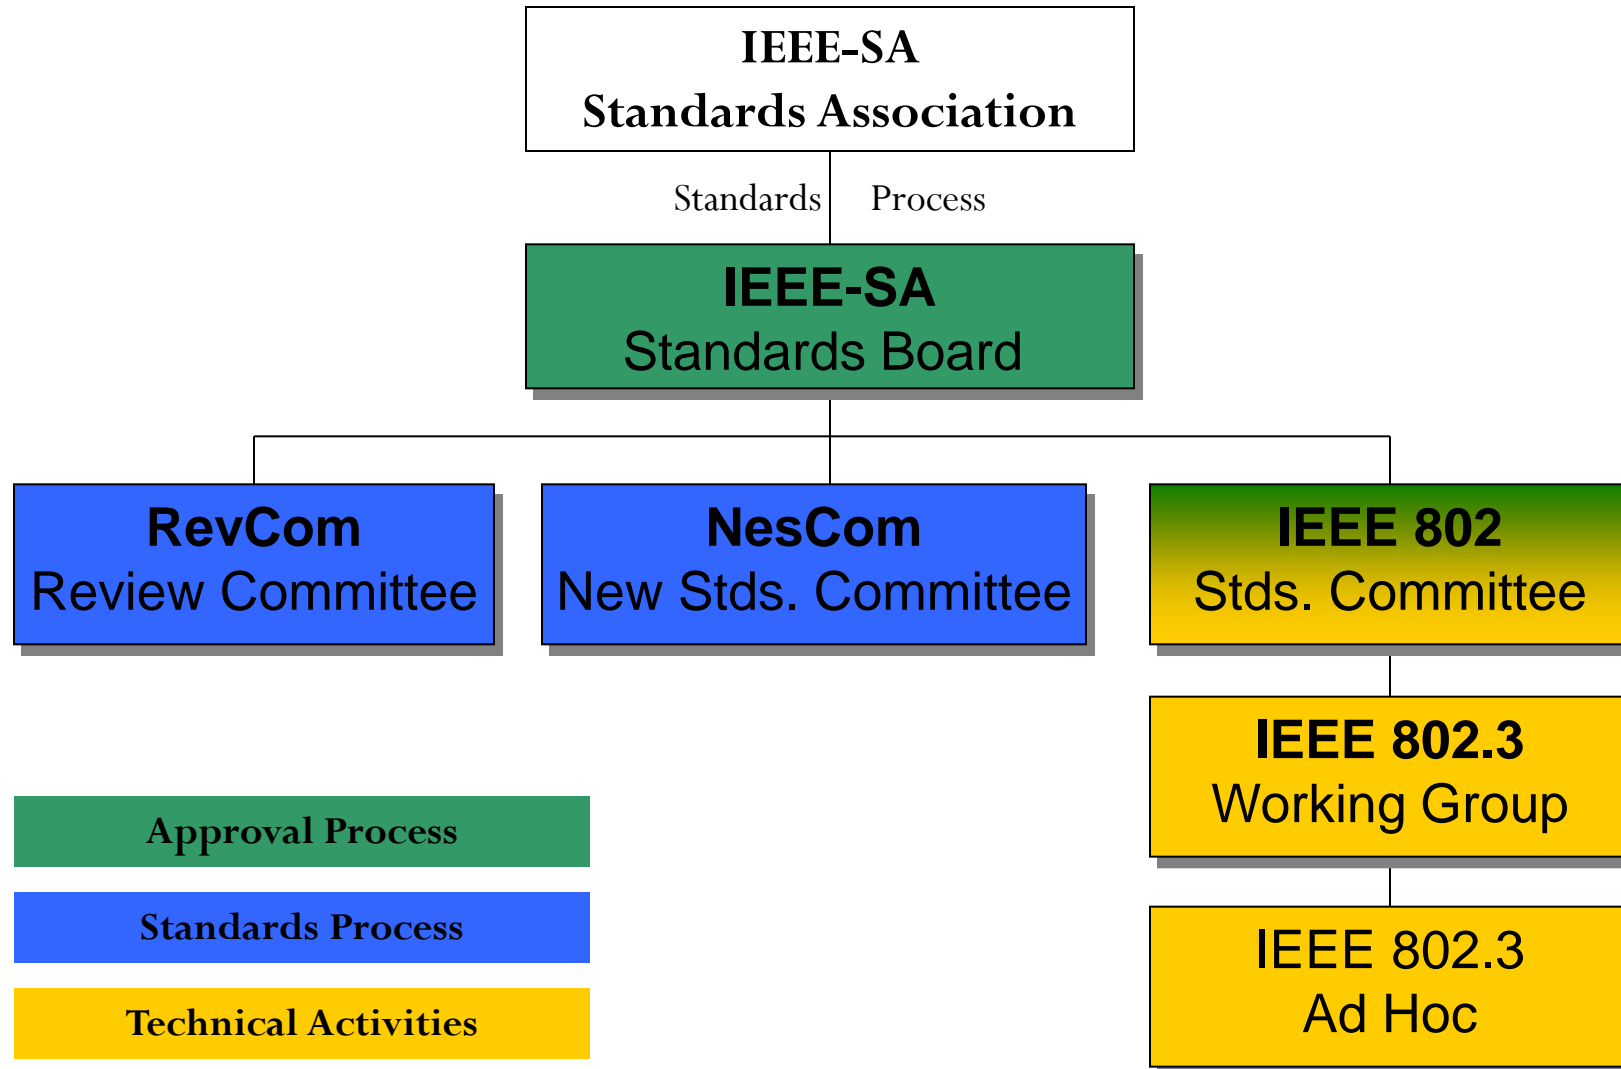 IEEE-SA
Standards Association
Standards Process
IEEE-SA
Standards Board
RevCom
Review Committee
NesCom
New Stds. Committee
IEEE 802
Stds. Committee
IEEE 802.3
Working Group
IEEE 802.3
Ad Hoc
Approval Process
Standards Process
Technical Activities